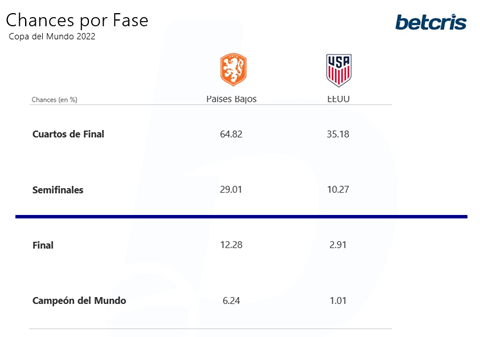 Chances por Fase
Copa del Mundo 2022
betcris
USA
Chances (en %) Países Bajos EEUU
Cuartos de Final 64.82 35.18
Semifinales 29.01 10.27
Final 12.28 2.91
Campeón del Mundo 6.24 1.01